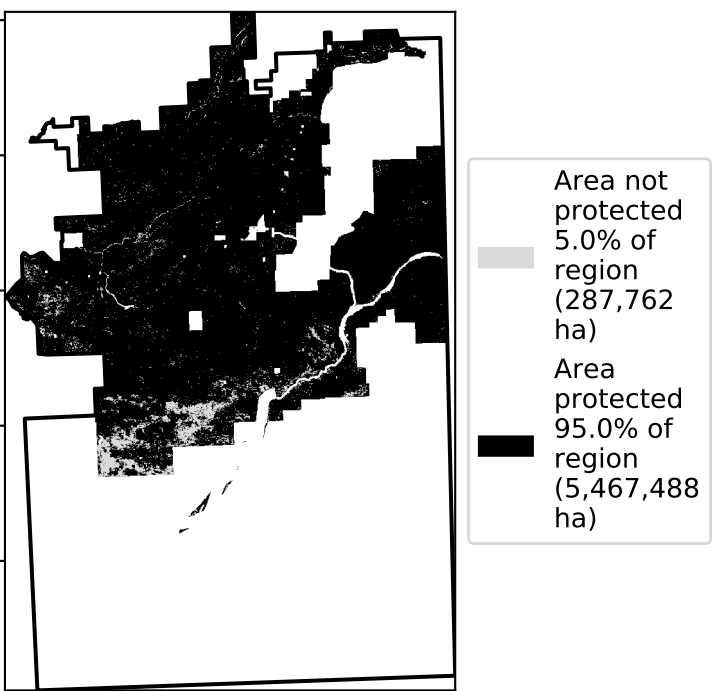 Area not
protected
5.0% of
region
(287,762
ha)
Area
protected
95.0% of
region
(5,467,488
ha)